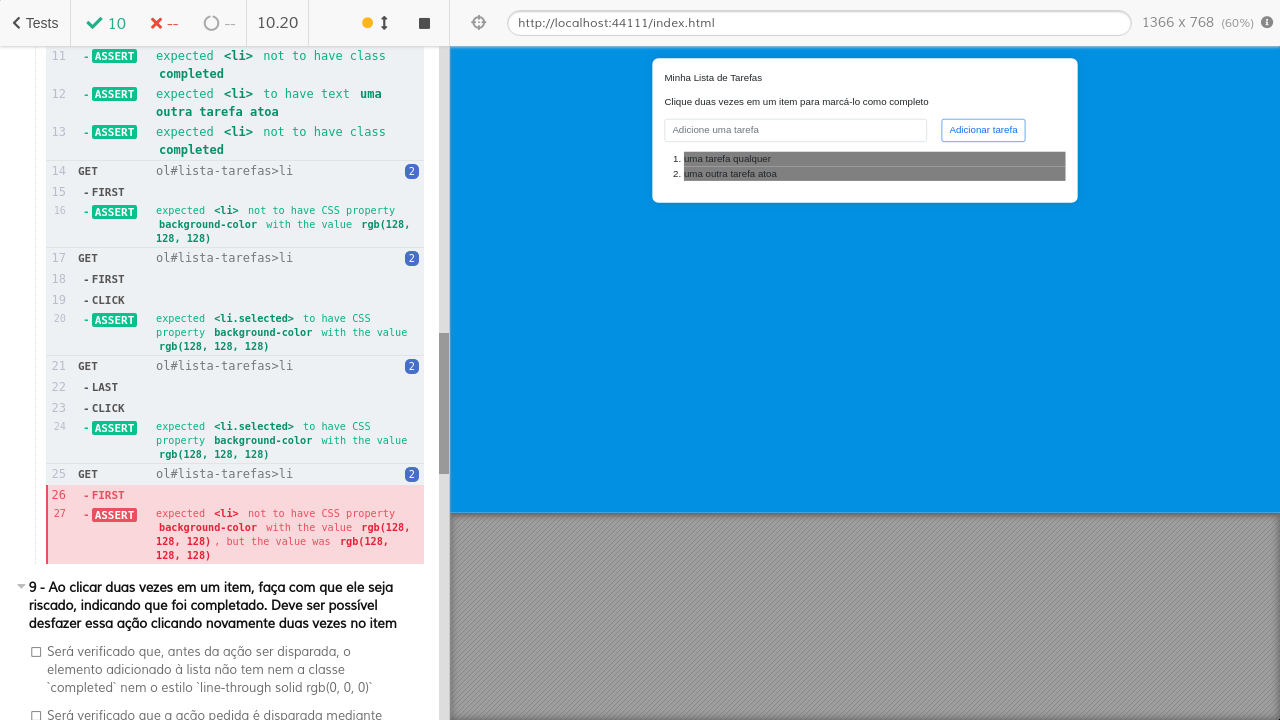 Tests
10
--
--
10.20
http://localhost:44111/index.html
1366 x 768 (60%)
11 - ASSERT expected <li> not to have class
completed
12 - ASSERT expected <li> to have text uma
outra tarefa atoa
13 - ASSERT expected <li> not to have class
completed
14 GET ol#lista-tarefas>li 2
15 - FIRST
16 - ASSERT expected <li> not to have CSS property
background-color with the value rgb(128,
128, 128)
17 GET ol#lista-tarefas>li 2
18 - FIRST
19 - CLICK
20 - ASSERT expected <li.selected> to have CSS
property background-color with the value
rgb(128, 128, 128)
21 GET ol#lista-tarefas>li 2
22 - LAST
23 - CLICK
24 - ASSERT expected <li.selected> to have CSS
property background-color with the value
rgb(128, 128, 128)
25 GET ol#lista-tarefas>li 2
26 - FIRST
27 - ASSERT expected <li> not to have CSS property
background-color with the value rgb(128,
128, 128), but the value was rgb(128,
128, 128)
9 - Ao clicar duas vezes em um item, faça com que ele seja
riscado, indicando que foi completado. Deve ser possível
desfazer essa ação clicando novamente duas vezes no item
Será verificado que, antes da ação ser disparada, o
elemento adicionado à lista não tem nem a classe
`completed` nem o estilo `line-through solid rgb(0, 0, 0)`
Será verificado que a ação pedida é disparada mediante
Minha Lista de Tarefas
Clique duas vezes em um item para marcá-lo como completo
Adicione uma tarefa
Adicionar tarefa
1. uma tarefa qualquer
2. uma outra tarefa atoa